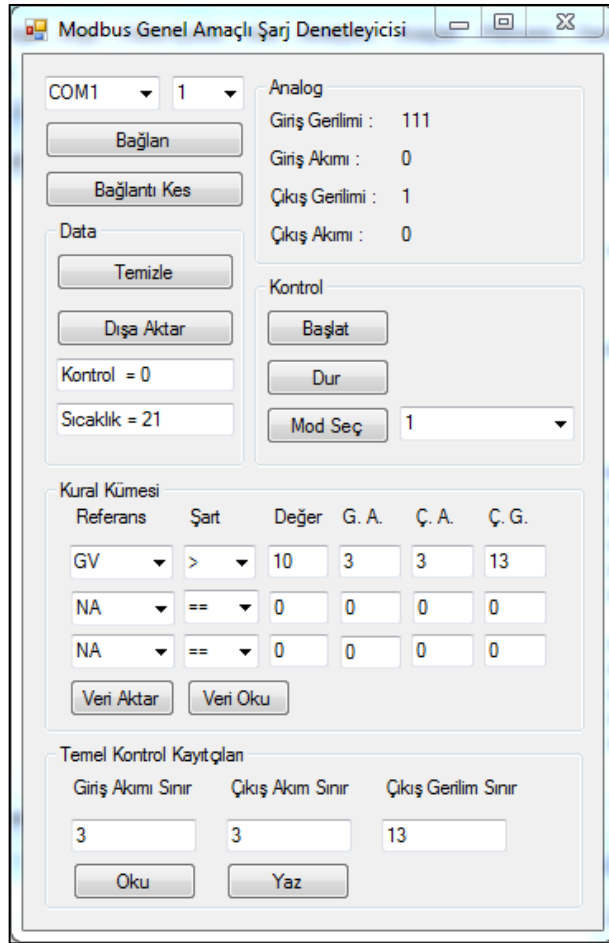 Modbus Genel Amaçlı Şarj Denetleyicisi
COM1 1
Bağlan
Bağlantı Kes
Analog
Giriş Gerilimi : 111
Giriş Akımı : 0
Çıkış Gerilimi : 1
Çıkış Akımı : 0
Data
Temizle
Dışa Aktar
Kontrol = 0
Sıcaklık = 21
Kontrol
Başlat
Dur
Mod Seç 1
Kural Kümesi
Referans Şart Değer G. A. Ç. A. Ç. G.
GV > 10 3 3 13
NA == 0 0 0 0
NA == 0 0 0 0
Veri Aktar Veri Oku
Temel Kontrol Kayıtçıları
Giriş Akımı Sınır Çıkış Akım Sınır Çıkış Gerilim Sınır
3 3 13
Oku Yaz